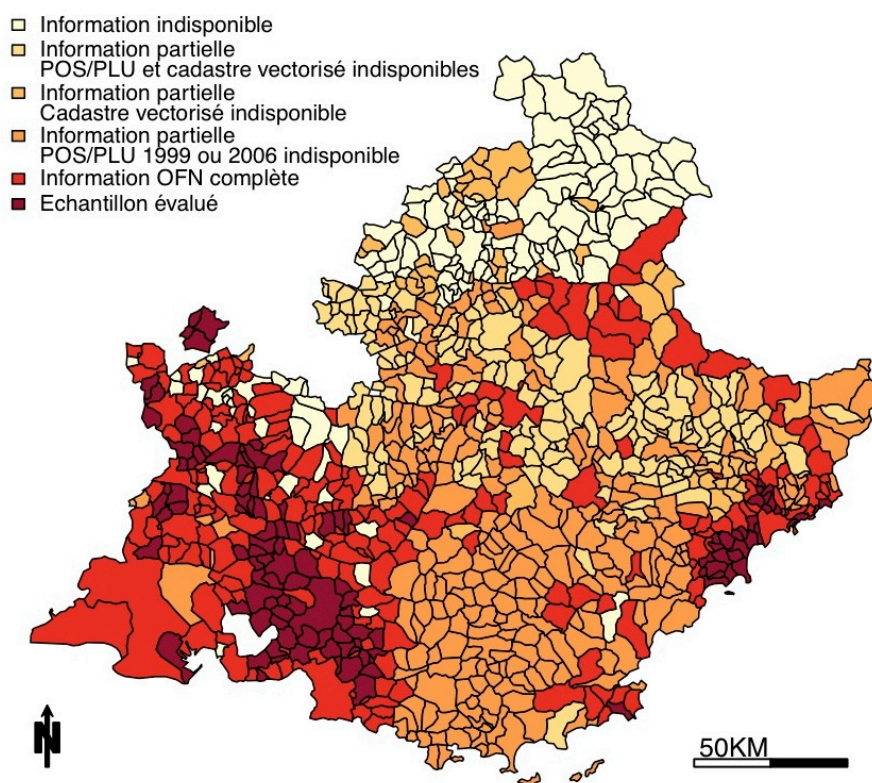 Information indisponible
Information partielle
POS/PLU et cadastre vectorisé indisponibles
Information partielle
Cadastre vectorisé indisponible
Information partielle
POS/PLU 1999 ou 2006 indisponible
Information OFN complète
Echantillon évalué
N
50KM